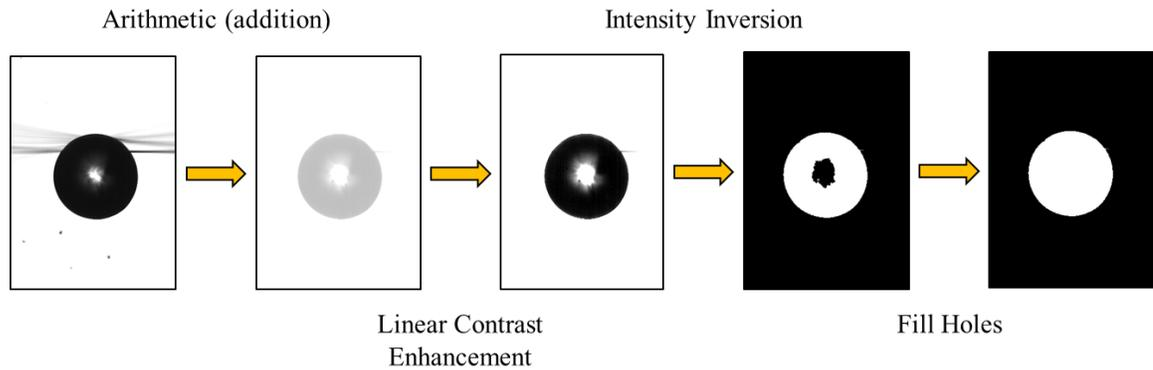 Arithmetic (addition)
Intensity Inversion
Linear Contrast
Enhancement
Fill Holes